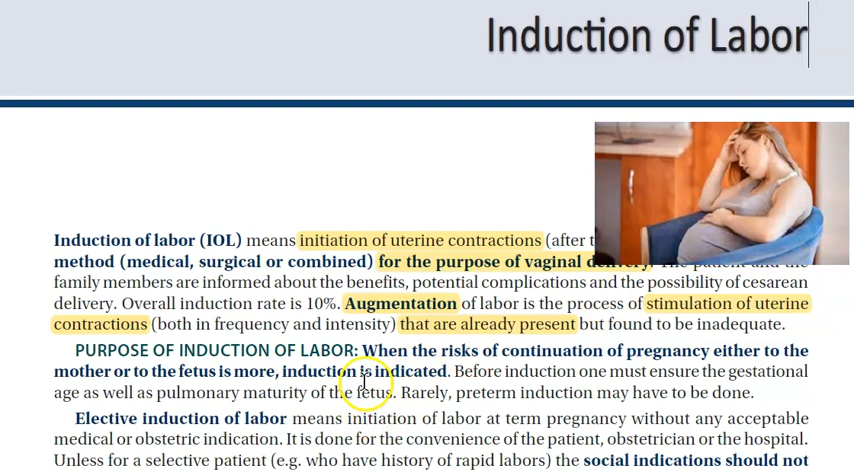 Induction of Labor
Induction of labor (IOL) means initiation of uterine contractions (after
method (medical, surgical or combined) for the purpose of vaginal delivery. The patient and the
family members are informed about the benefits, potential complications and the possibility of cesarean
delivery. Overall induction rate is 10%. Augmentation of labor is the process of stimulation of uterine
contractions (both in frequency and intensity) that are already present but found to be inadequate.
PURPOSE OF INDUCTION OF LABOR: When the risks of continuation of pregnancy either to the
mother or to the fetus is more, induction is indicated. Before induction one must ensure the gestational
age as well as pulmonary maturity of the fetus. Rarely, preterm induction may have to be done.
Elective induction of labor means initiation of labor at term pregnancy without any acceptable
medical or obstetric indication. It is done for the convenience of the patient, obstetrician or the hospital.
Unless for a selective patient (e.g. who have history of rapid labors) the social indications should not